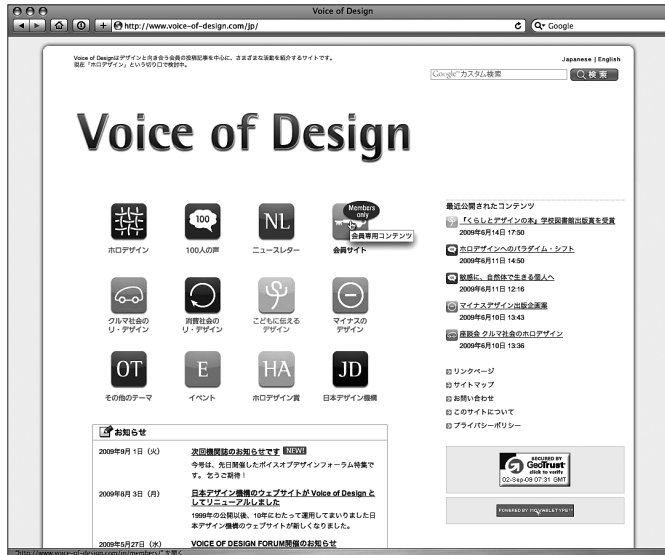 Voice of Design
http://www.voice-of-design.com/jp/
Google
Voice of Designはデザインと向き合う会員の投稿記事を中心に、さまざまな活動を紹介するサイトです。
現在「ホロデザイン」という切り口で検討中。
Japanese | English
Google™カスタム検索
検索
Voice of Design
100
NL
Members
only
会員専用コンテンツ
ホロデザイン
100人の声
ニュースレター
会員サイト
クルマ社会の
リ・デザイン
消費社会の
リ・デザイン
こどもに伝える
デザイン
マイナスの
デザイン
OT
E
HA
JD
その他のテーマ
イベント
ホロデザイン賞
日本デザイン機構
最近公開されたコンテンツ
『くらしとデザインの本』学校図書館出版賞を受賞
2009年6月14日 17:50
ホロデザインへのパラダイム・シフト
2009年6月11日 14:50
敏感に、自然体で生きる個人へ
2009年6月11日 12:16
マイナスデザイン出版企画案
2009年6月10日 13:43
座談会 クルマ社会のホロデザイン
2009年6月10日 13:36
リンクページ
サイトマップ
お問い合わせ
このサイトについて
プライバシーポリシー
お知らせ
2009年9月 1日（火）
次回機関誌のお知らせです NEW!
今号は、先日開催したボイスオブデザインフォーラム特集で
す。乞うご期待！
2009年8月 3日（月）
日本デザイン機構のウェブサイトが Voice of Design と
してリニューアルしました
1999年の公開以後、10年にわたって運用してまいりました日
本デザイン機構のウェブサイトが新しくなりました。
2009年5月27日（水）
VOICE OF DESIGN FORUM開催のお知らせ
SECURED BY
GeoTrust
click to verify
02-Sep-09 07:31 GMT
POWERED BY MOVABLE TYPE™
"http://www.voice-of-design.com/jp/members/" を開く